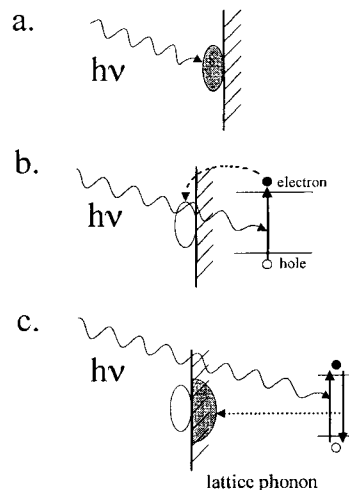 a.
hν
b.
electron
hν
hole
c.
hν
lattice phonon